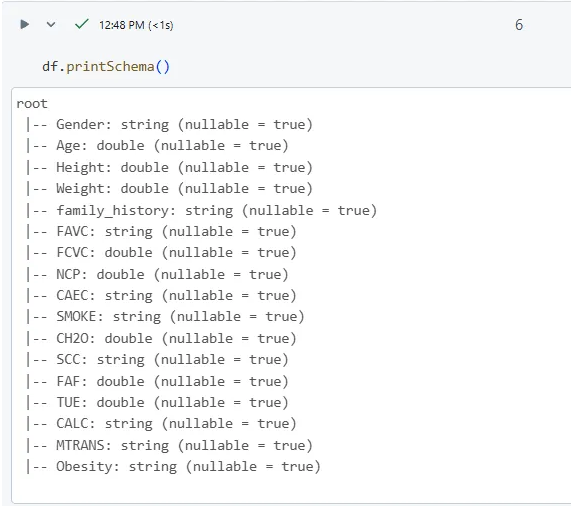 12:48 PM (<1s) 6
df.printSchema()
root
 |-- Gender: string (nullable = true)
 |-- Age: double (nullable = true)
 |-- Height: double (nullable = true)
 |-- Weight: double (nullable = true)
 |-- family_history: string (nullable = true)
 |-- FAVC: string (nullable = true)
 |-- FCVC: double (nullable = true)
 |-- NCP: double (nullable = true)
 |-- CAEC: string (nullable = true)
 |-- SMOKE: string (nullable = true)
 |-- CH2O: double (nullable = true)
 |-- SCC: string (nullable = true)
 |-- FAF: double (nullable = true)
 |-- TUE: double (nullable = true)
 |-- CALC: string (nullable = true)
 |-- MTRANS: string (nullable = true)
 |-- Obesity: string (nullable = true)